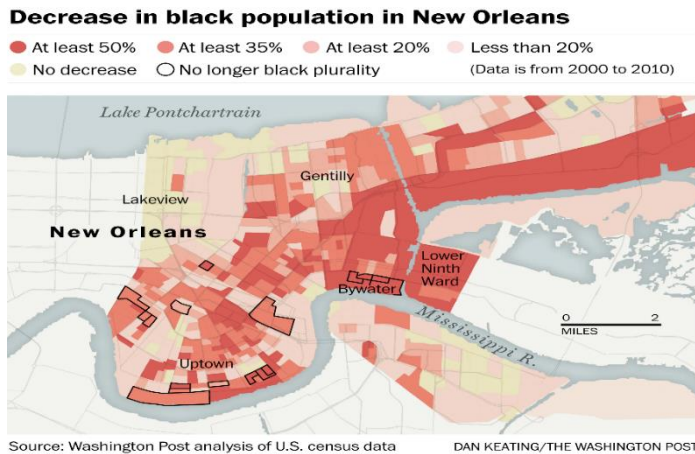 Decrease in black population in New Orleans
At least 50% At least 35% At least 20% Less than 20%
No decrease No longer black plurality (Data is from 2000 to 2010)
Lake Pontchartrain
Gentilly
Lakeview
New Orleans
Lower
Ninth
Ward
Bywater
Mississippi R.
0 2
MILES
Uptown
Source: Washington Post analysis of U.S. census data DAN KEATING/THE WASHINGTON POST